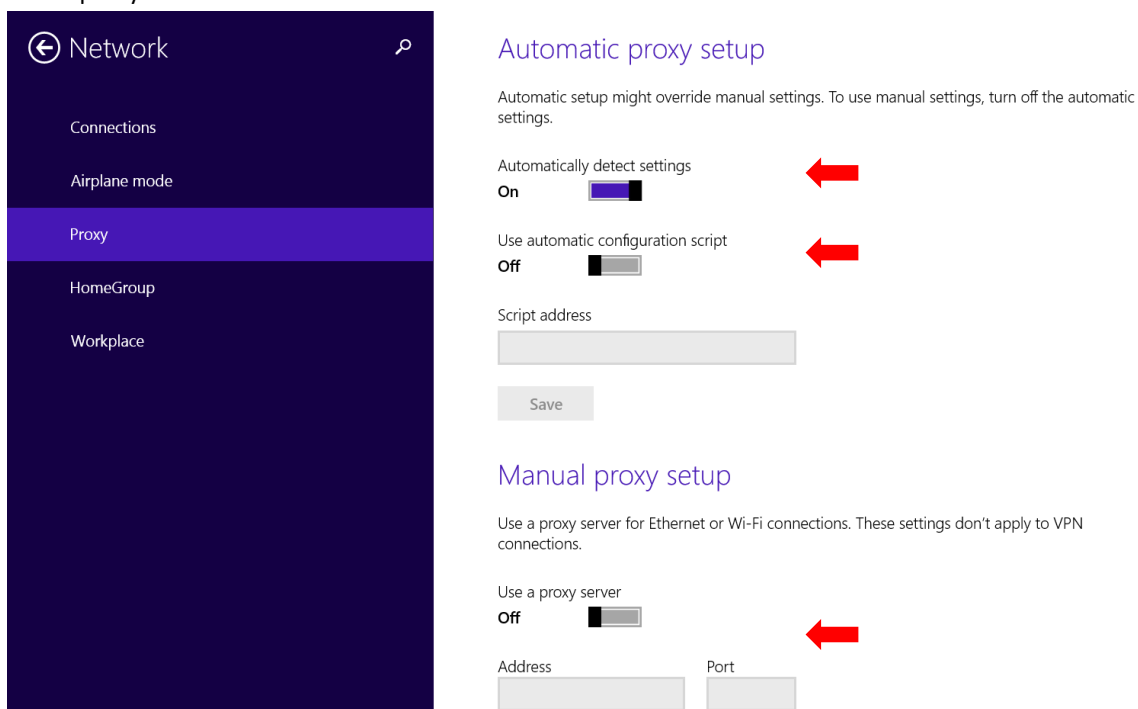 Network
Connections
Airplane mode
Proxy
HomeGroup
Workplace
Automatic proxy setup
Automatic setup might override manual settings. To use manual settings, turn off the automatic
settings.
Automatically detect settings
On
Use automatic configuration script
Off
Script address
Save
Manual proxy setup
Use a proxy server for Ethernet or Wi-Fi connections. These settings don't apply to VPN
connections.
Use a proxy server
Off
Address Port